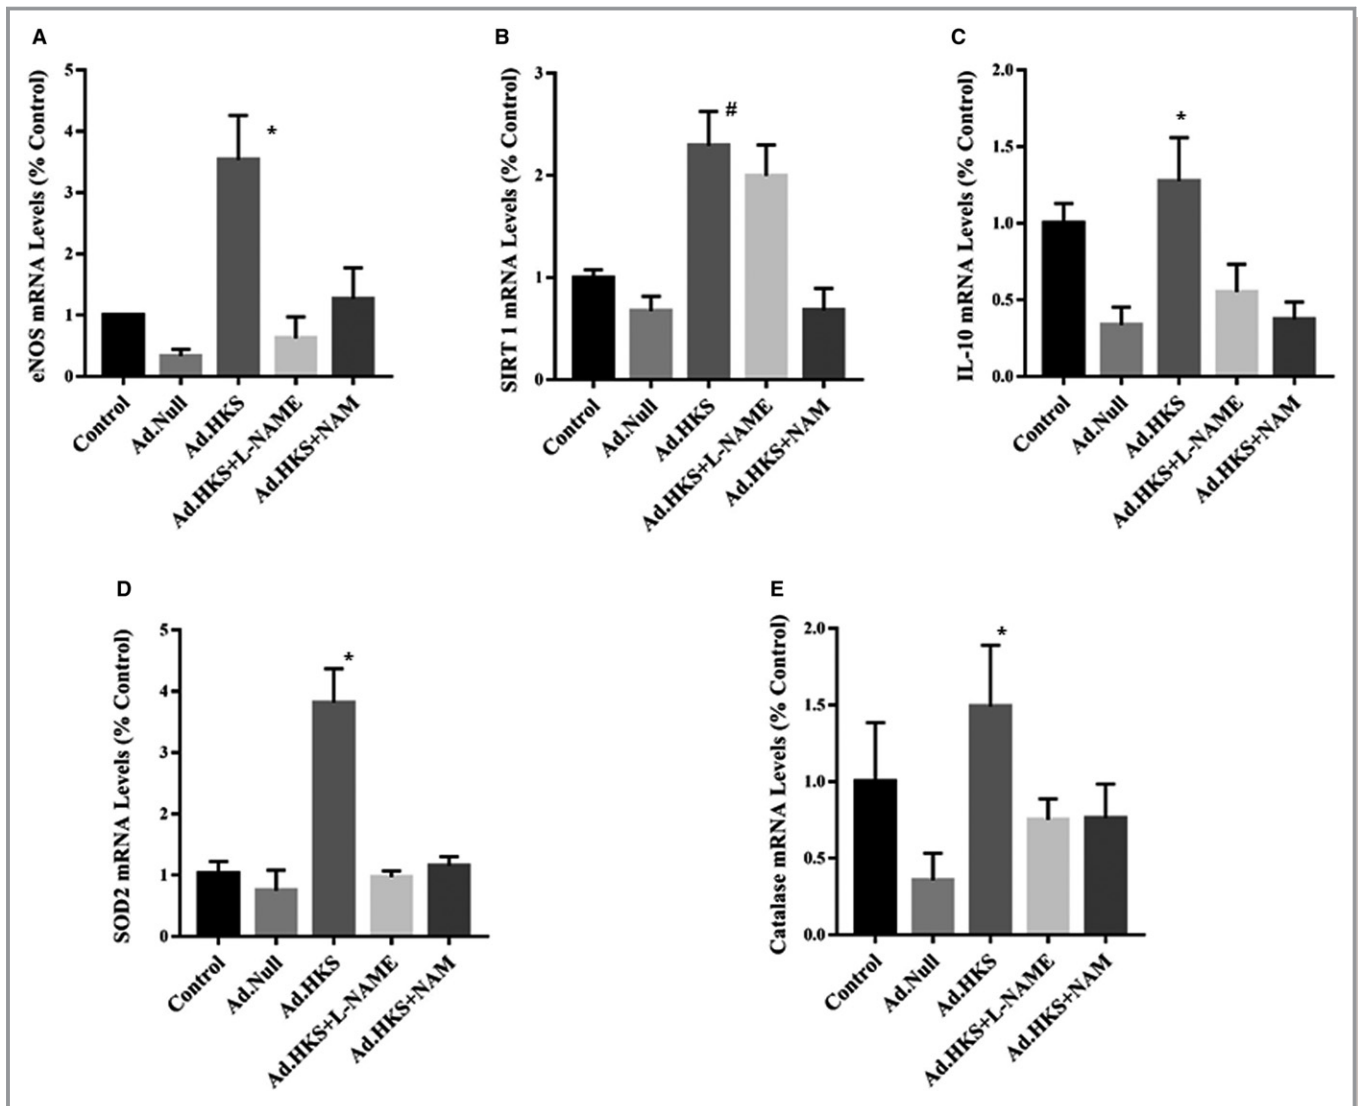 A
eNOS mRNA Levels (% Control)
5
4
3
2
1
0
*
Control
Ad.Null
Ad.HKS
Ad.HKS+L-NAME
Ad.HKS+NAM
B
SIRT 1 mRNA Levels (% Control)
3
2
1
0
#
Control
Ad.Null
Ad.HKS
Ad.HKS+L-NAME
Ad.HKS+NAM
C
IL-10 mRNA Levels (% Control)
2.0
1.5
1.0
0.5
0.0
*
Control
Ad.Null
Ad.HKS
Ad.HKS+L-NAME
Ad.HKS+NAM
D
SOD2 mRNA Levels (% Control)
5
4
3
2
1
0
*
Control
Ad.Null
Ad.HKS
Ad.HKS+L-NAME
Ad.HKS+NAM
E
Catalase mRNA Levels (% Control)
2.0
1.5
1.0
0.5
0.0
*
Control
Ad.Null
Ad.HKS
Ad.HKS+L-NAME
Ad.HKS+NAM